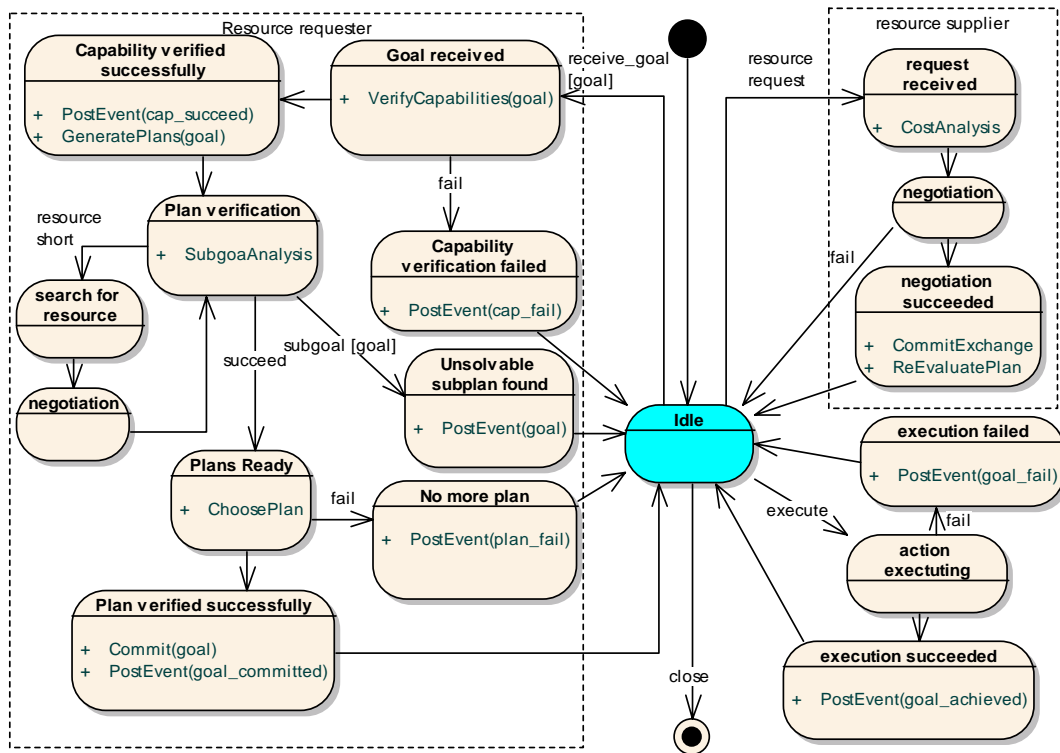 Resource requester
Capability verified
successfully
+ PostEvent(cap_succeed)
+ GeneratePlans(goal)
Goal received
+ VerifyCapabilities(goal)
receive_goal
[goal]
fail
Plan verification
+ SubgoaAnalysis
resource
short
search for
resource
negotiation
Capability
verification failed
+ PostEvent(cap_fail)
subgoal [goal]
succeed
Unsolvable
subplan found
+ PostEvent(goal)
Plans Ready
+ ChoosePlan
fail
No more plan
+ PostEvent(plan_fail)
Plan verified successfully
+ Commit(goal)
+ PostEvent(goal_committed)
Idle
close
resource
request
resource supplier
request
received
+ CostAnalysis
negotiation
fail
negotiation
succeeded
+ CommitExchange
+ ReEvaluatePlan
execution failed
+ PostEvent(goal_fail)
execute
fail
action
exectuting
execution succeeded
+ PostEvent(goal_achieved)